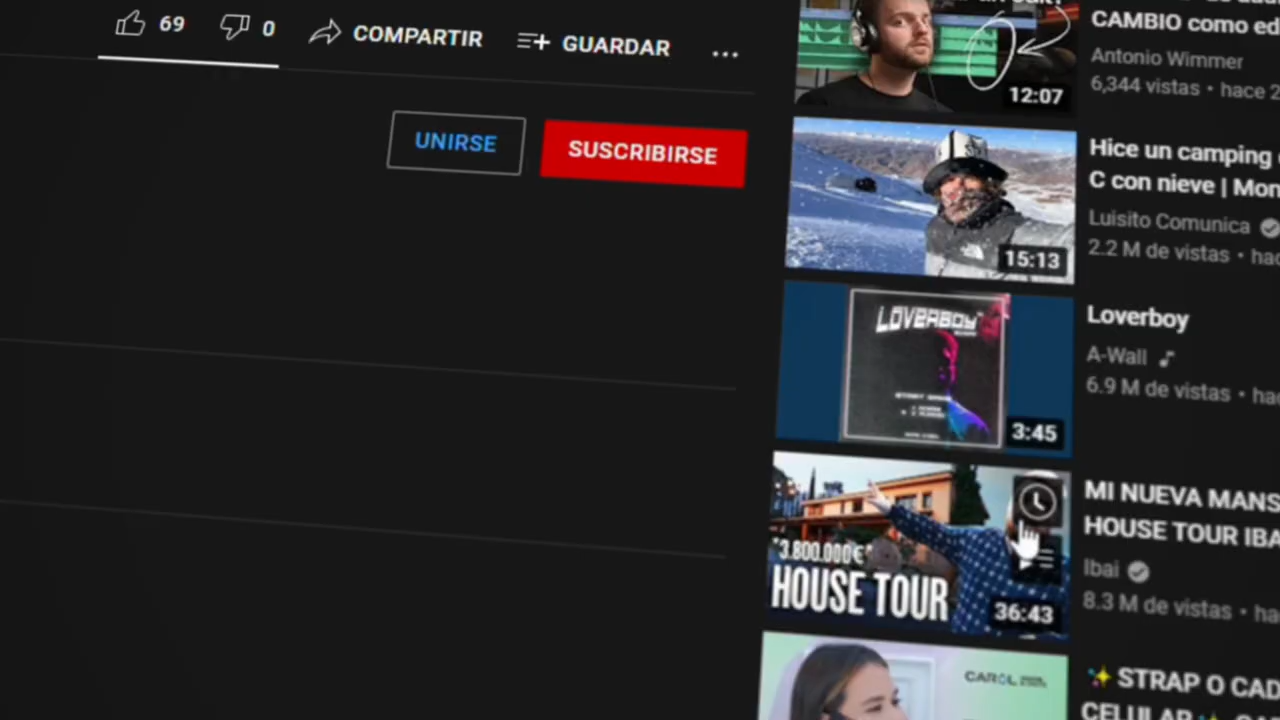 69
0
COMPARTIR
GUARDAR
UNIRSE
SUSCRIBIRSE
12:07
CAMBIO como ed
Antonio Wimmer
6,344 vistas • hace 2
15:13
Hice un camping
C con nieve | Mon
Luisito Comunica
2.2 M de vistas • hac
LOVERBOY
3:45
Loverboy
A-Wall
6.9 M de vistas • hac
"3.800.000€"
HOUSE TOUR
36:43
MI NUEVA MANS
HOUSE TOUR IBA
Ibai
8.3 M de vistas • ha
CAROL
✨ STRAP O CAD
CELULAR